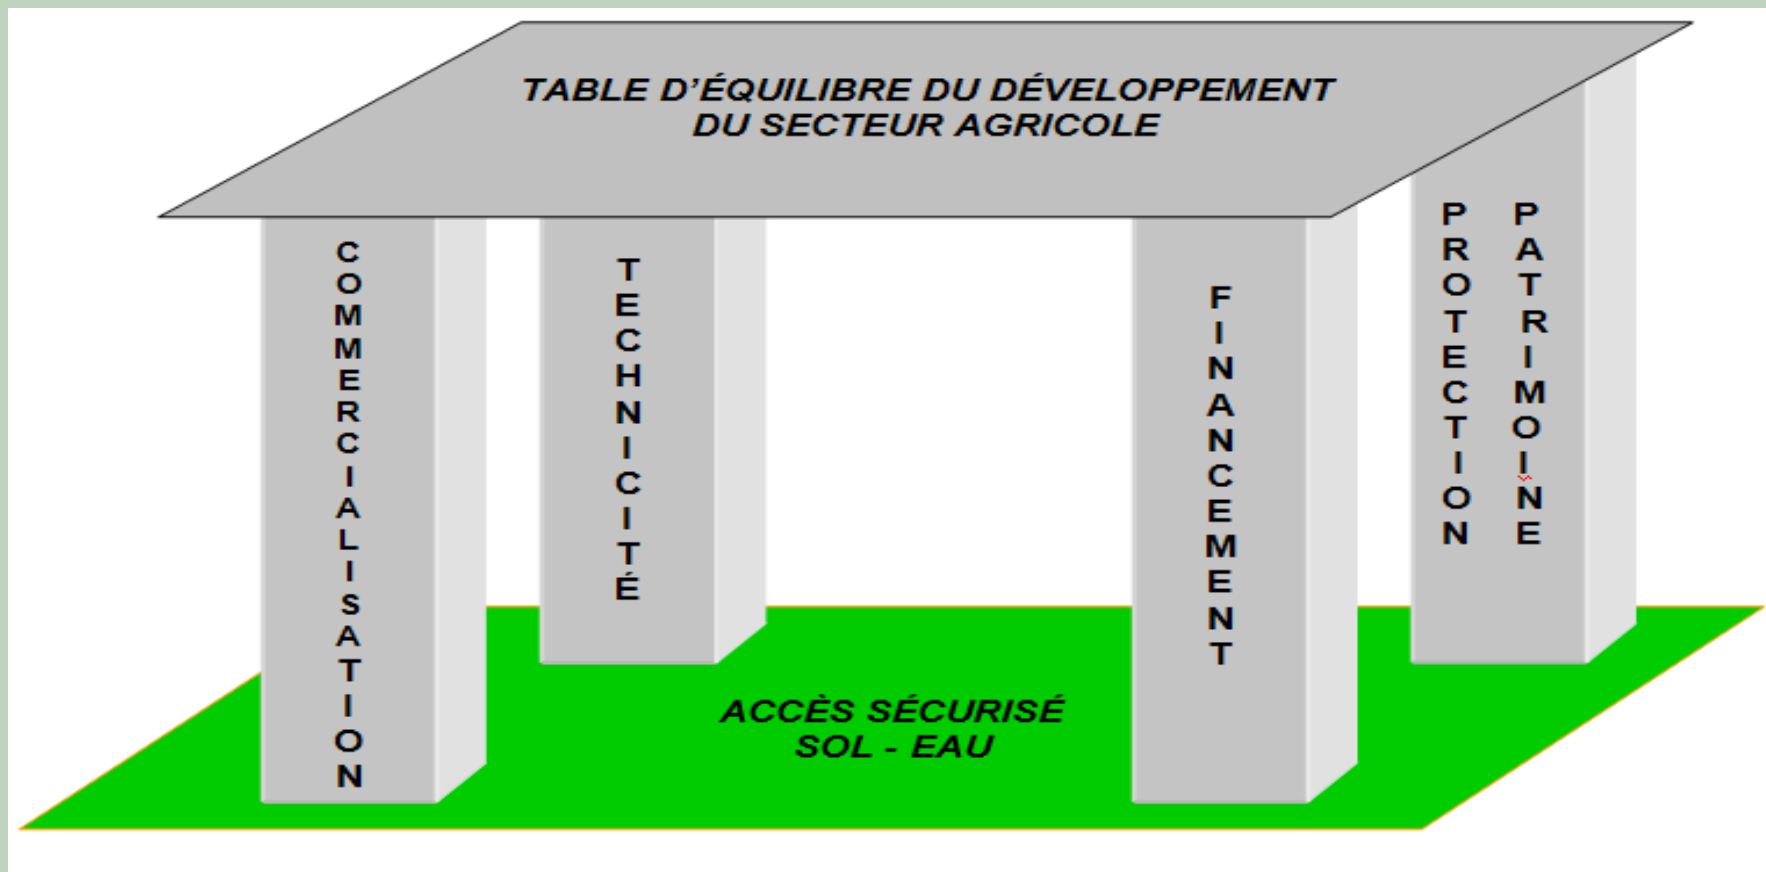 TABLE D’ÉQUILIBRE DU DÉVELOPPEMENT
DU SECTEUR AGRICOLE
COMMERCIALISATION
TECHNICITÉ
FINANCEMENT
PROTECTION
PATRIMOINE
ACCÈS SÉCURISÉ
SOL - EAU